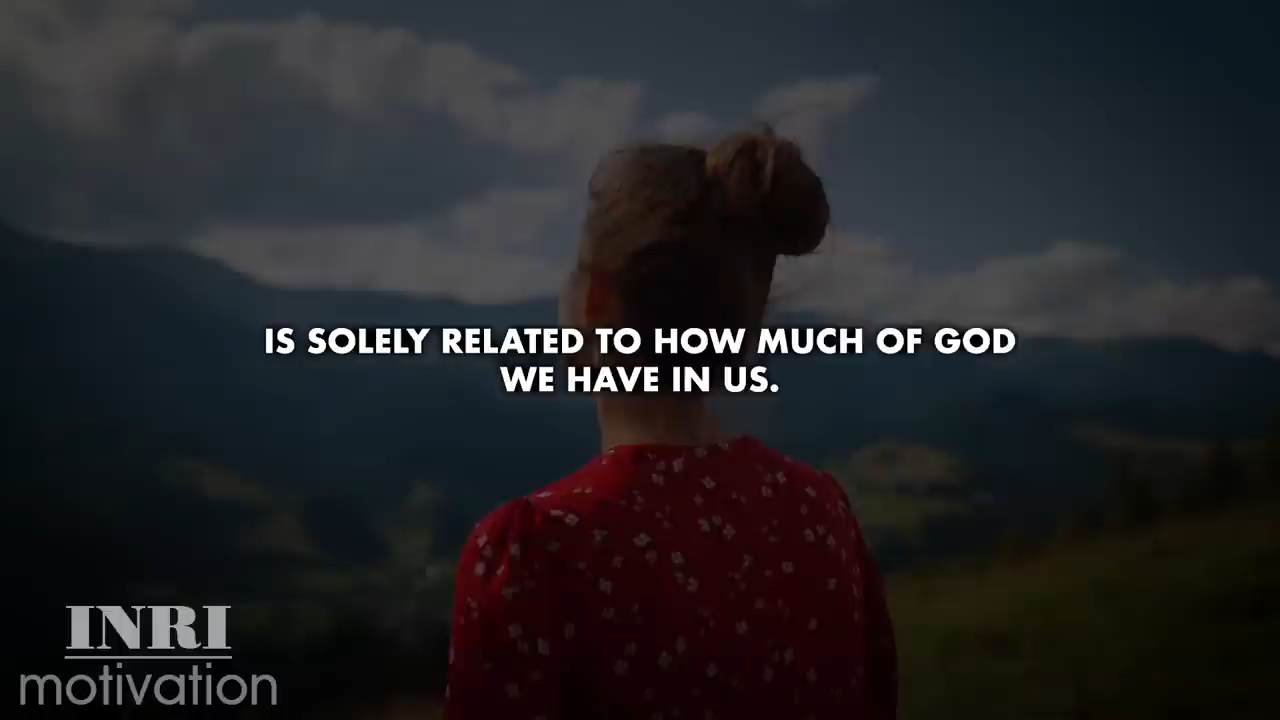 IS SOLELY RELATED TO HOW MUCH OF GOD
WE HAVE IN US.
INRI
motivation